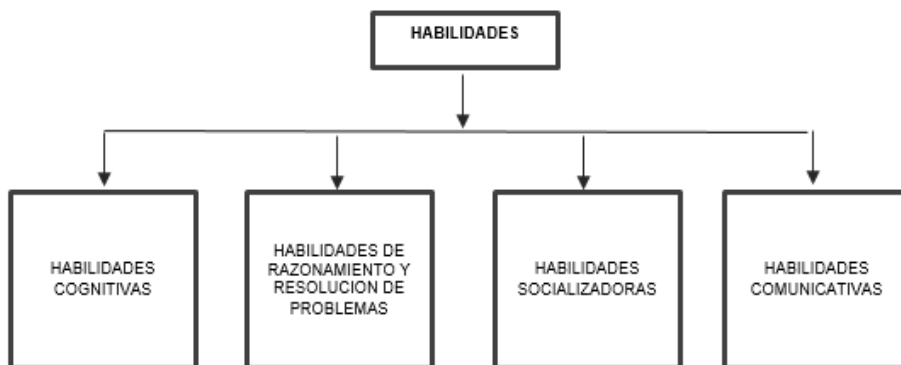 HABILIDADES
HABILIDADES
COGNITIVAS
HABILIDADES DE
RAZONAMIENTO Y
RESOLUCION DE
PROBLEMAS
HABILIDADES
SOCIALIZADORAS
HABILIDADES
COMUNICATIVAS